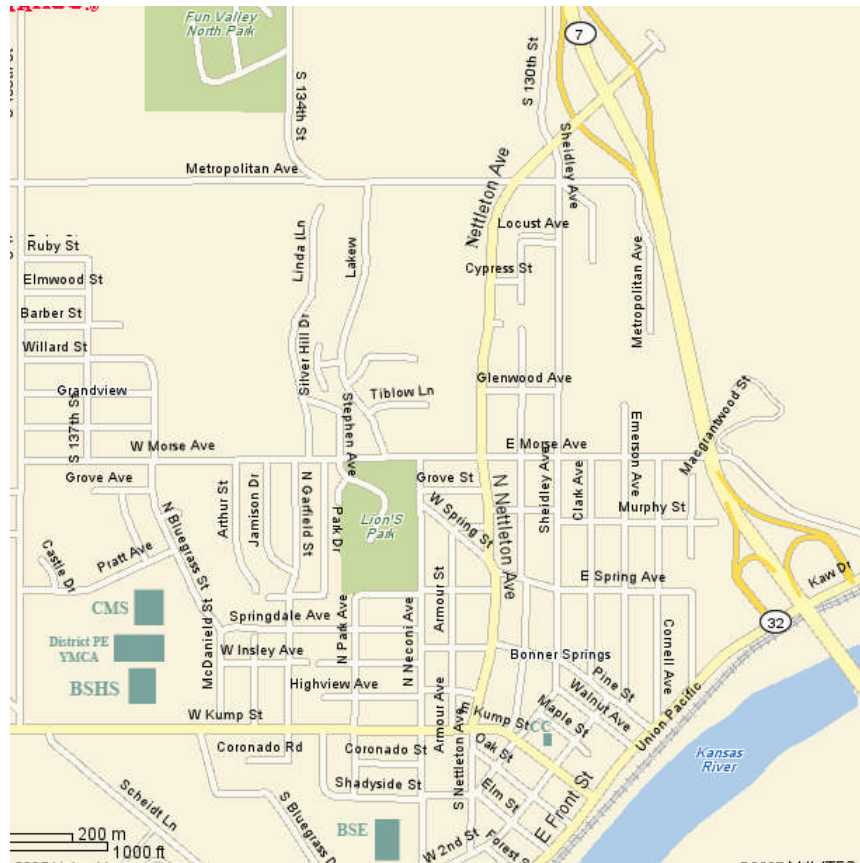 Fun Valley
North Park
7
S 134th St
S 130th St
Sheidley Ave
Metropolitan Ave
Nettleton Ave
Locust Ave
Cypress St
Metropolitan Ave
Linda
Ln
Lakew
Ruby St
Elmwood St
Barber St
Willard St
Grandview
S 137th St
Silver Hill Dr
Stephen Ave
Tiblow Ln
Glenwood Ave
Macgrantwood St
Emerson Ave
W Morse Ave
E Morse Ave
Grove Ave
Grove St
N Bluegrass St
Arthur St
Jamison Dr
N Garfield St
Park Dr
Lion'S
Park
W Spring St
N Nettleton Ave
Sheidley Ave
Clark Ave
Murphy St
Castle Dr
Pratt Ave
E Spring Ave
Kaw Dr
CMS
District PE
YMCA
BSHS
McDanield St
Springdale Ave
W Insley Ave
Highview Ave
N Park Ave
N Neconi Ave
Armour St
Bonner Springs
Cornell Ave
32
Pine St
Walnut Ave
Maple St
Union Pacific
W Kump St
E
Kump St
CC
Armour Ave
S Nettleton Ave
Oak St
Coronado Rd
Coronado St
Shadyside St
Elm St
E Front St
Kansas
River
Scheidt Ln
S Bluegrass
BSE
W 2nd St
Forest
200 m
1000 ft